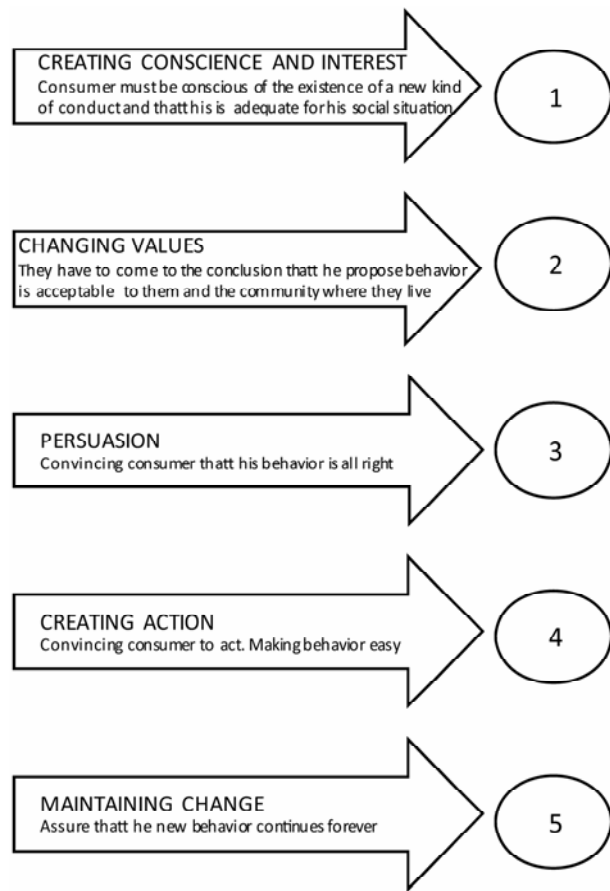 CREATING CONSCIENCE AND INTEREST
Consumer must be conscious of the existence of a new kind
of conduct and thatt his is adequate for his social situation.
1
CHANGING VALUES
They have to come to the conclusion thatt he propose behavior
is acceptable to them and the community where they live
2
PERSUASION
Convincing consumer thatt his behavior is all right
3
CREATING ACTION
Convincing consumer to act. Making behavior easy
4
MAINTAINING CHANGE
Assure thatt he new behavior continues forever
5